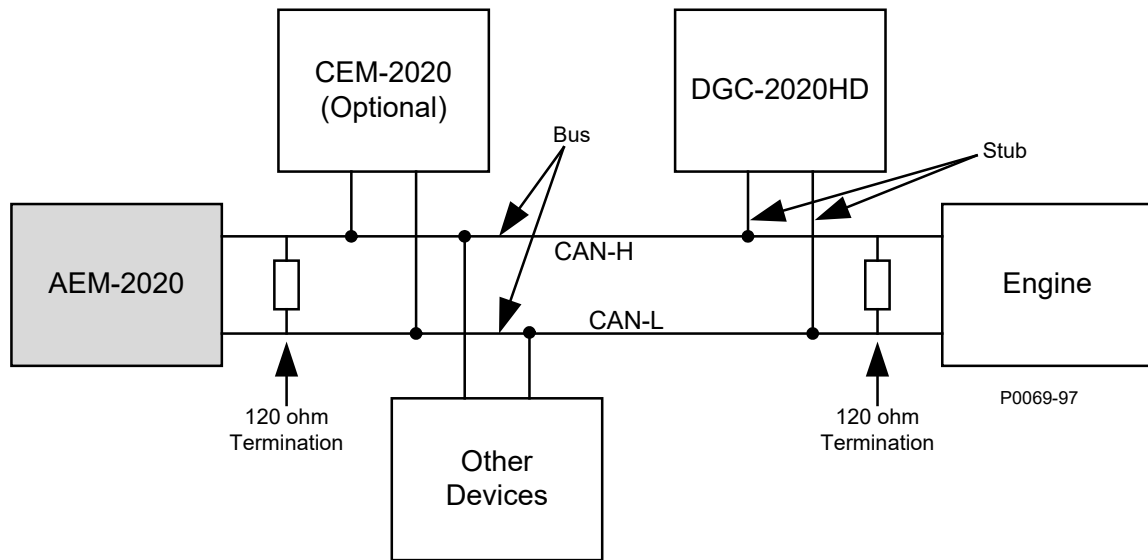 CEM-2020
(Optional)
DGC-2020HD
Bus
Stub
AEM-2020
CAN-H
CAN-L
Engine
P0069-97
120 ohm
Termination
120 ohm
Termination
Other
Devices